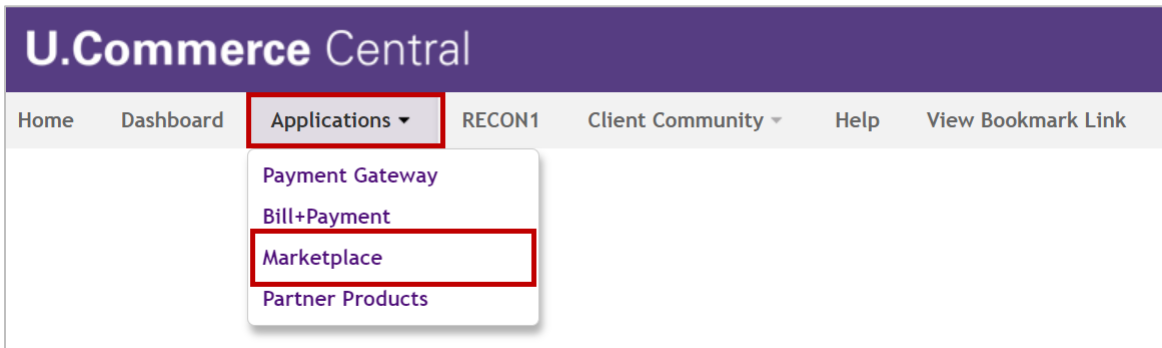 U.Commerce Central
Home Dashboard Applications RECON1 Client Community Help View Bookmark Link
Payment Gateway
Bill+Payment
Marketplace
Partner Products